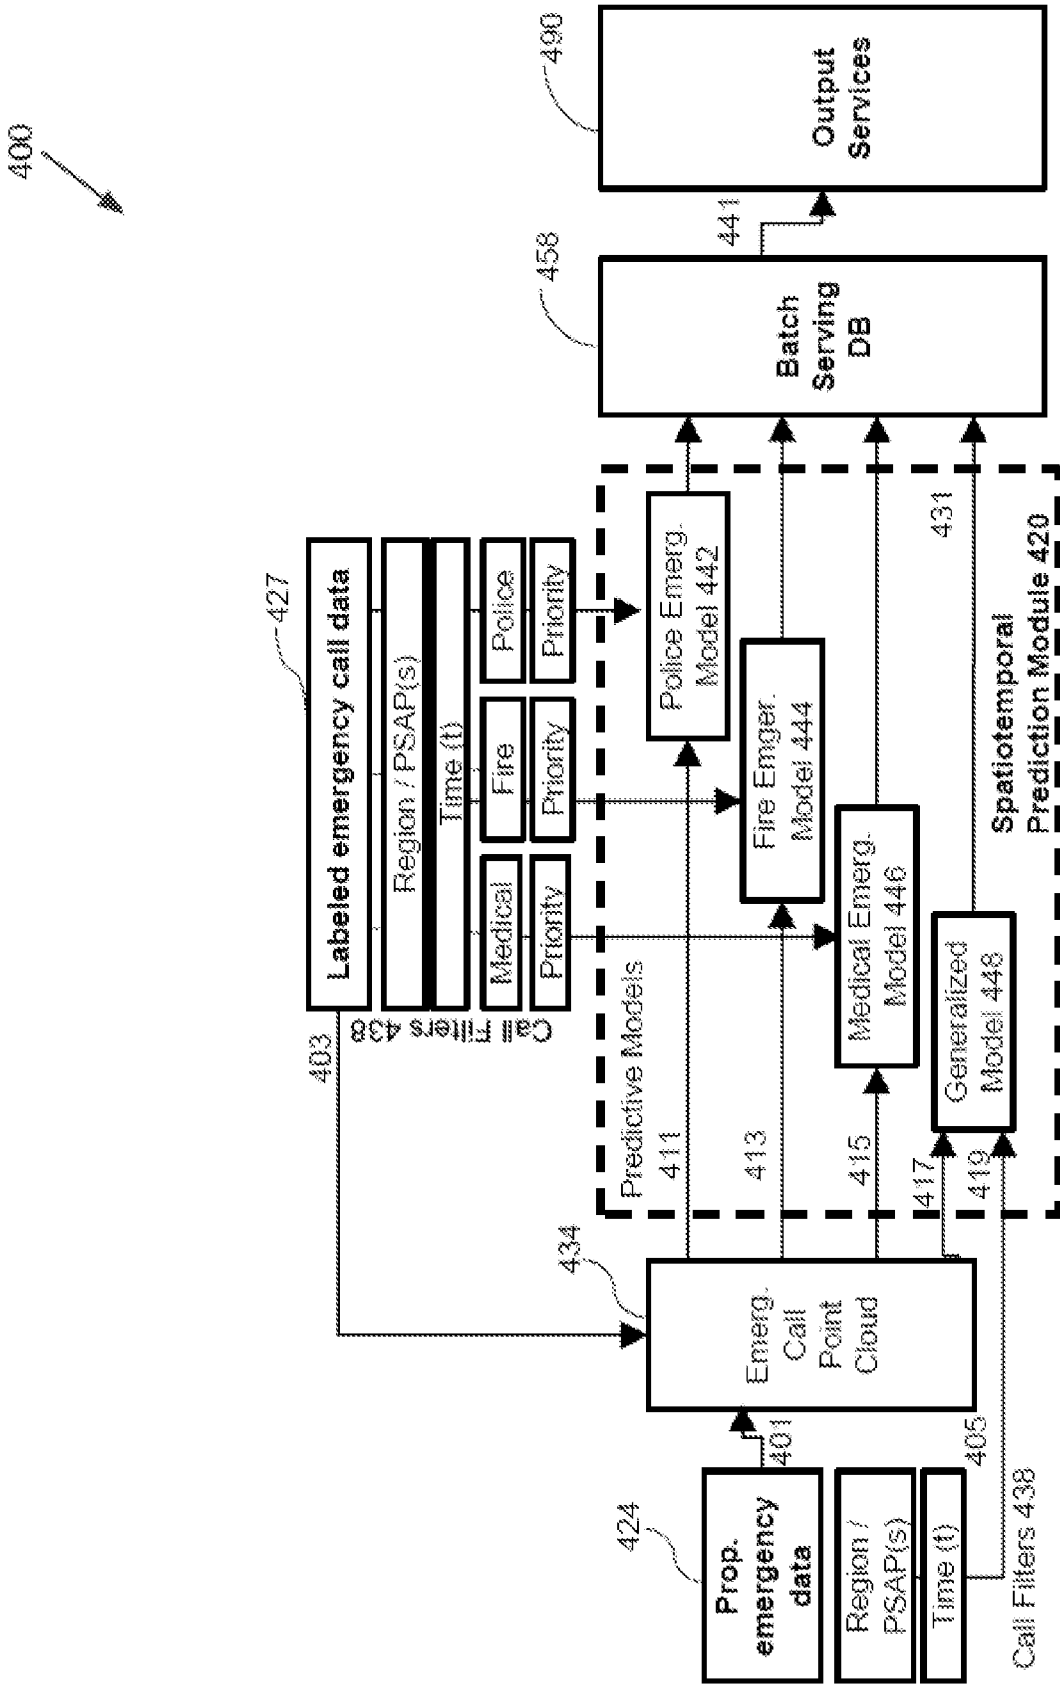 400
427
Labeled emergency call data
Region / PSAP(s)
Time (t)
Medical
Fire
Police
Priority
Priority
Priority
Call Filters 438
403
424
Prop.
emergency
data
Region /
PSAP(s)
Time (t)
Call Filters 438
401
405
434
Emerg.
Call
Point
Cloud
Predictive Models
411
413
415
417
419
Police Emerg.
Model 442
Fire Emger.
Model 444
Medical Emerg.
Model 446
Generalized
Model 448
431
Spatiotemporal
Prediction Module 420
458
Batch
Serving
DB
441
490
Output
Services